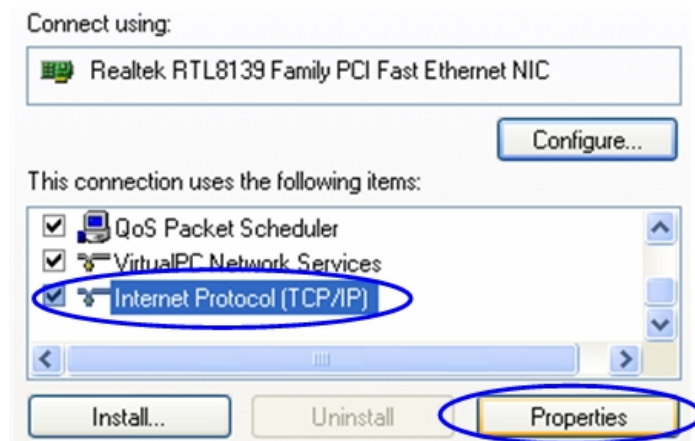 Connect using:
Realtek RTL8139 Family PCI Fast Ethernet NIC
Configure...
This connection uses the following items:
QoS Packet Scheduler
VirtualPC Network Services
Internet Protocol (TCP/IP)
Install...
Uninstall
Properties